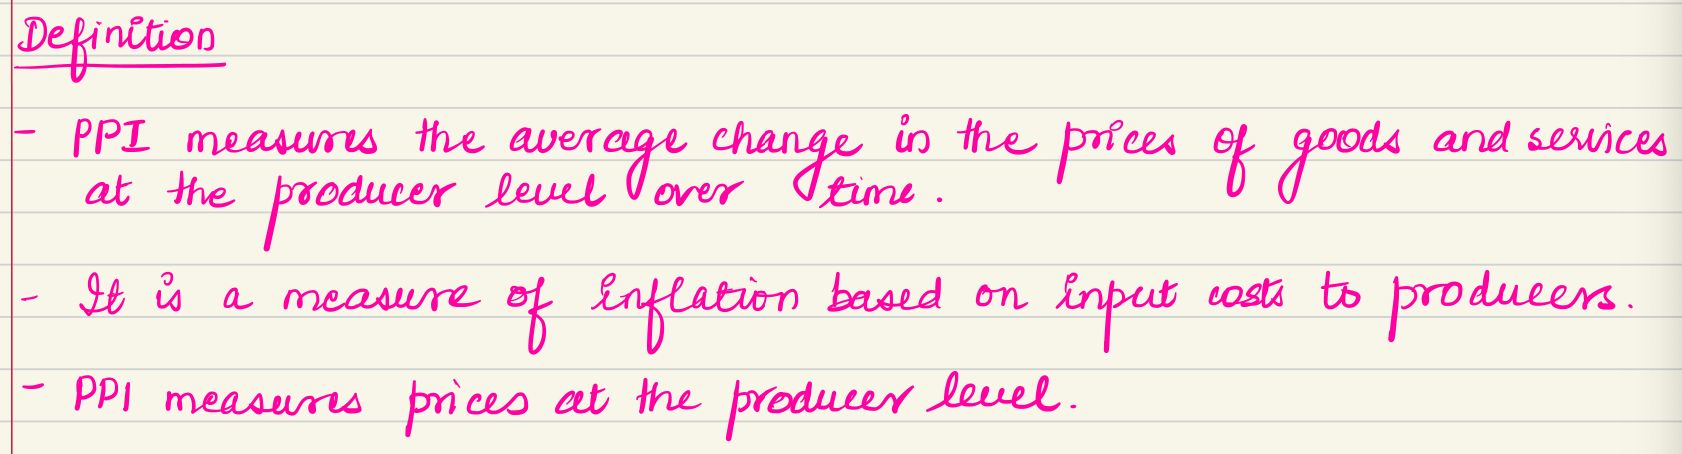 Definition
- PPI measures the average change in the prices of goods and services
at the producer level over time.
- It is a measure of inflation based on input costs to producers.
- PPI measures prices at the producer level.